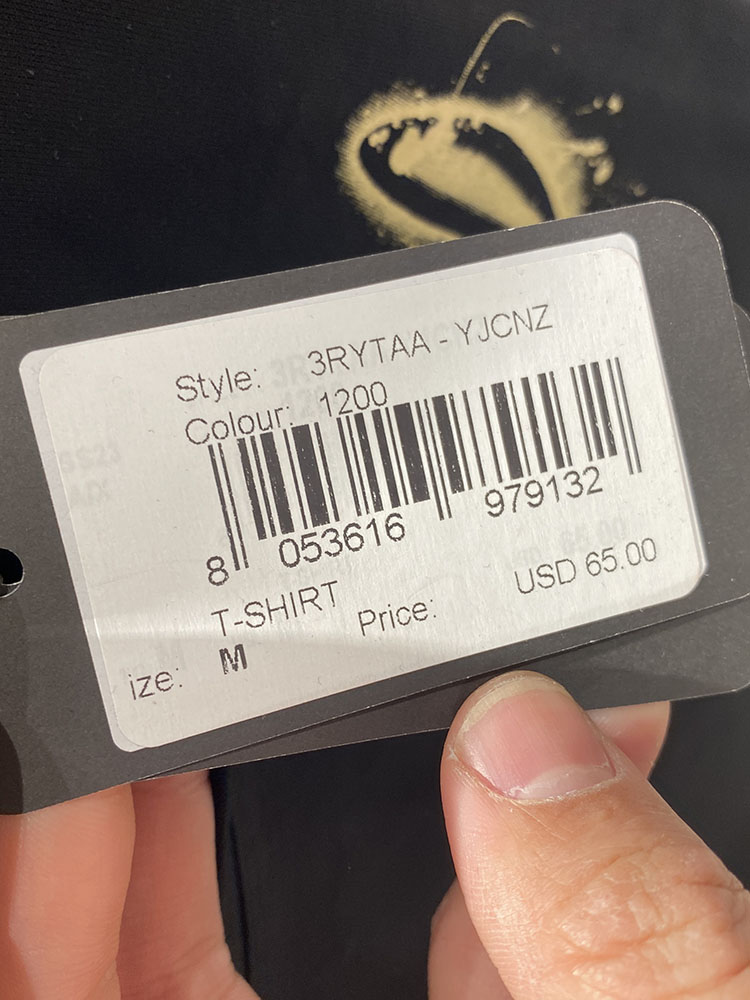 Style: 3RYTAA - YJCNZ
Colour: 1200
8 053616 979132
T-SHIRT
Price: USD 65.00
ize: M